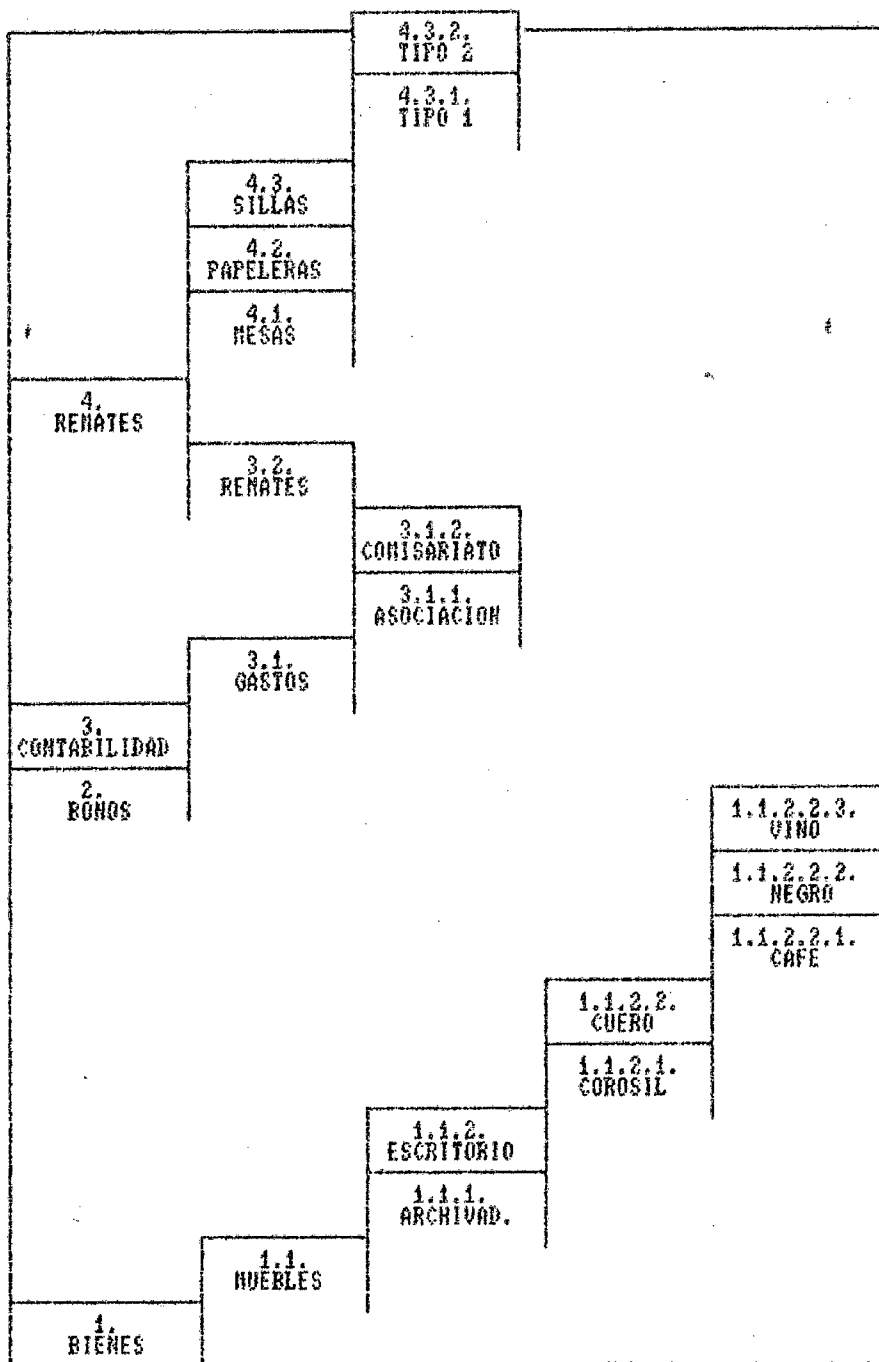 4.3.2.
TIPO 2
4.3.1.
TIPO 1
4.3.
SILLAS
4.2.
PAPELERAS
4.1.
MESAS
4.
REMATES
3.2.
REMATES
3.1.2.
COMISARIATO
3.1.1.
ASOCIACION
3.1.
GASTOS
3.
CONTABILIDAD
2.
BONOS
1.1.2.2.3.
VINO
1.1.2.2.2.
NEGRO
1.1.2.2.1.
CAFE
1.1.2.2.
CUERO
1.1.2.1.
COROSIL
1.1.2.
ESCRITORIO
1.1.1.
ARCHIVAD.
1.1.
MUEBLES
1.
BIENES